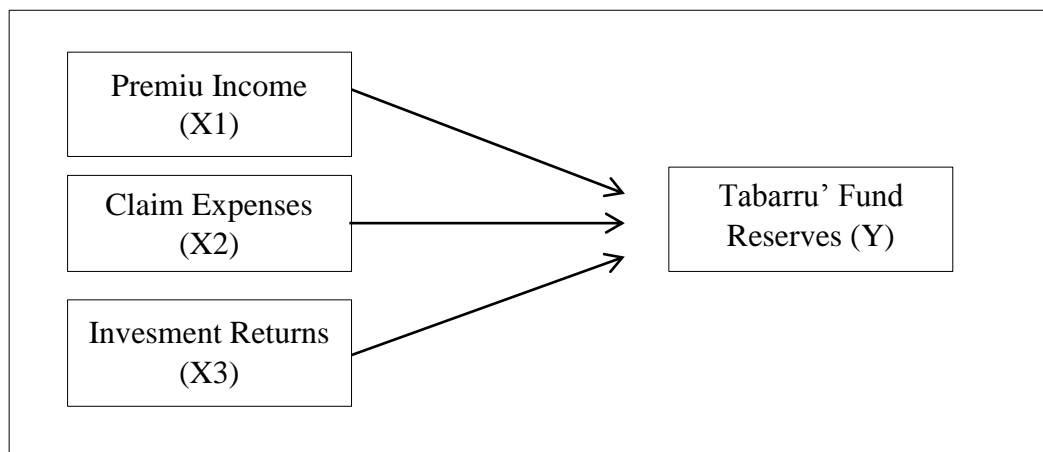 Premiu Income
(X1)
Claim Expenses
(X2)
Invesment Returns
(X3)
Tabarru’ Fund
Reserves (Y)